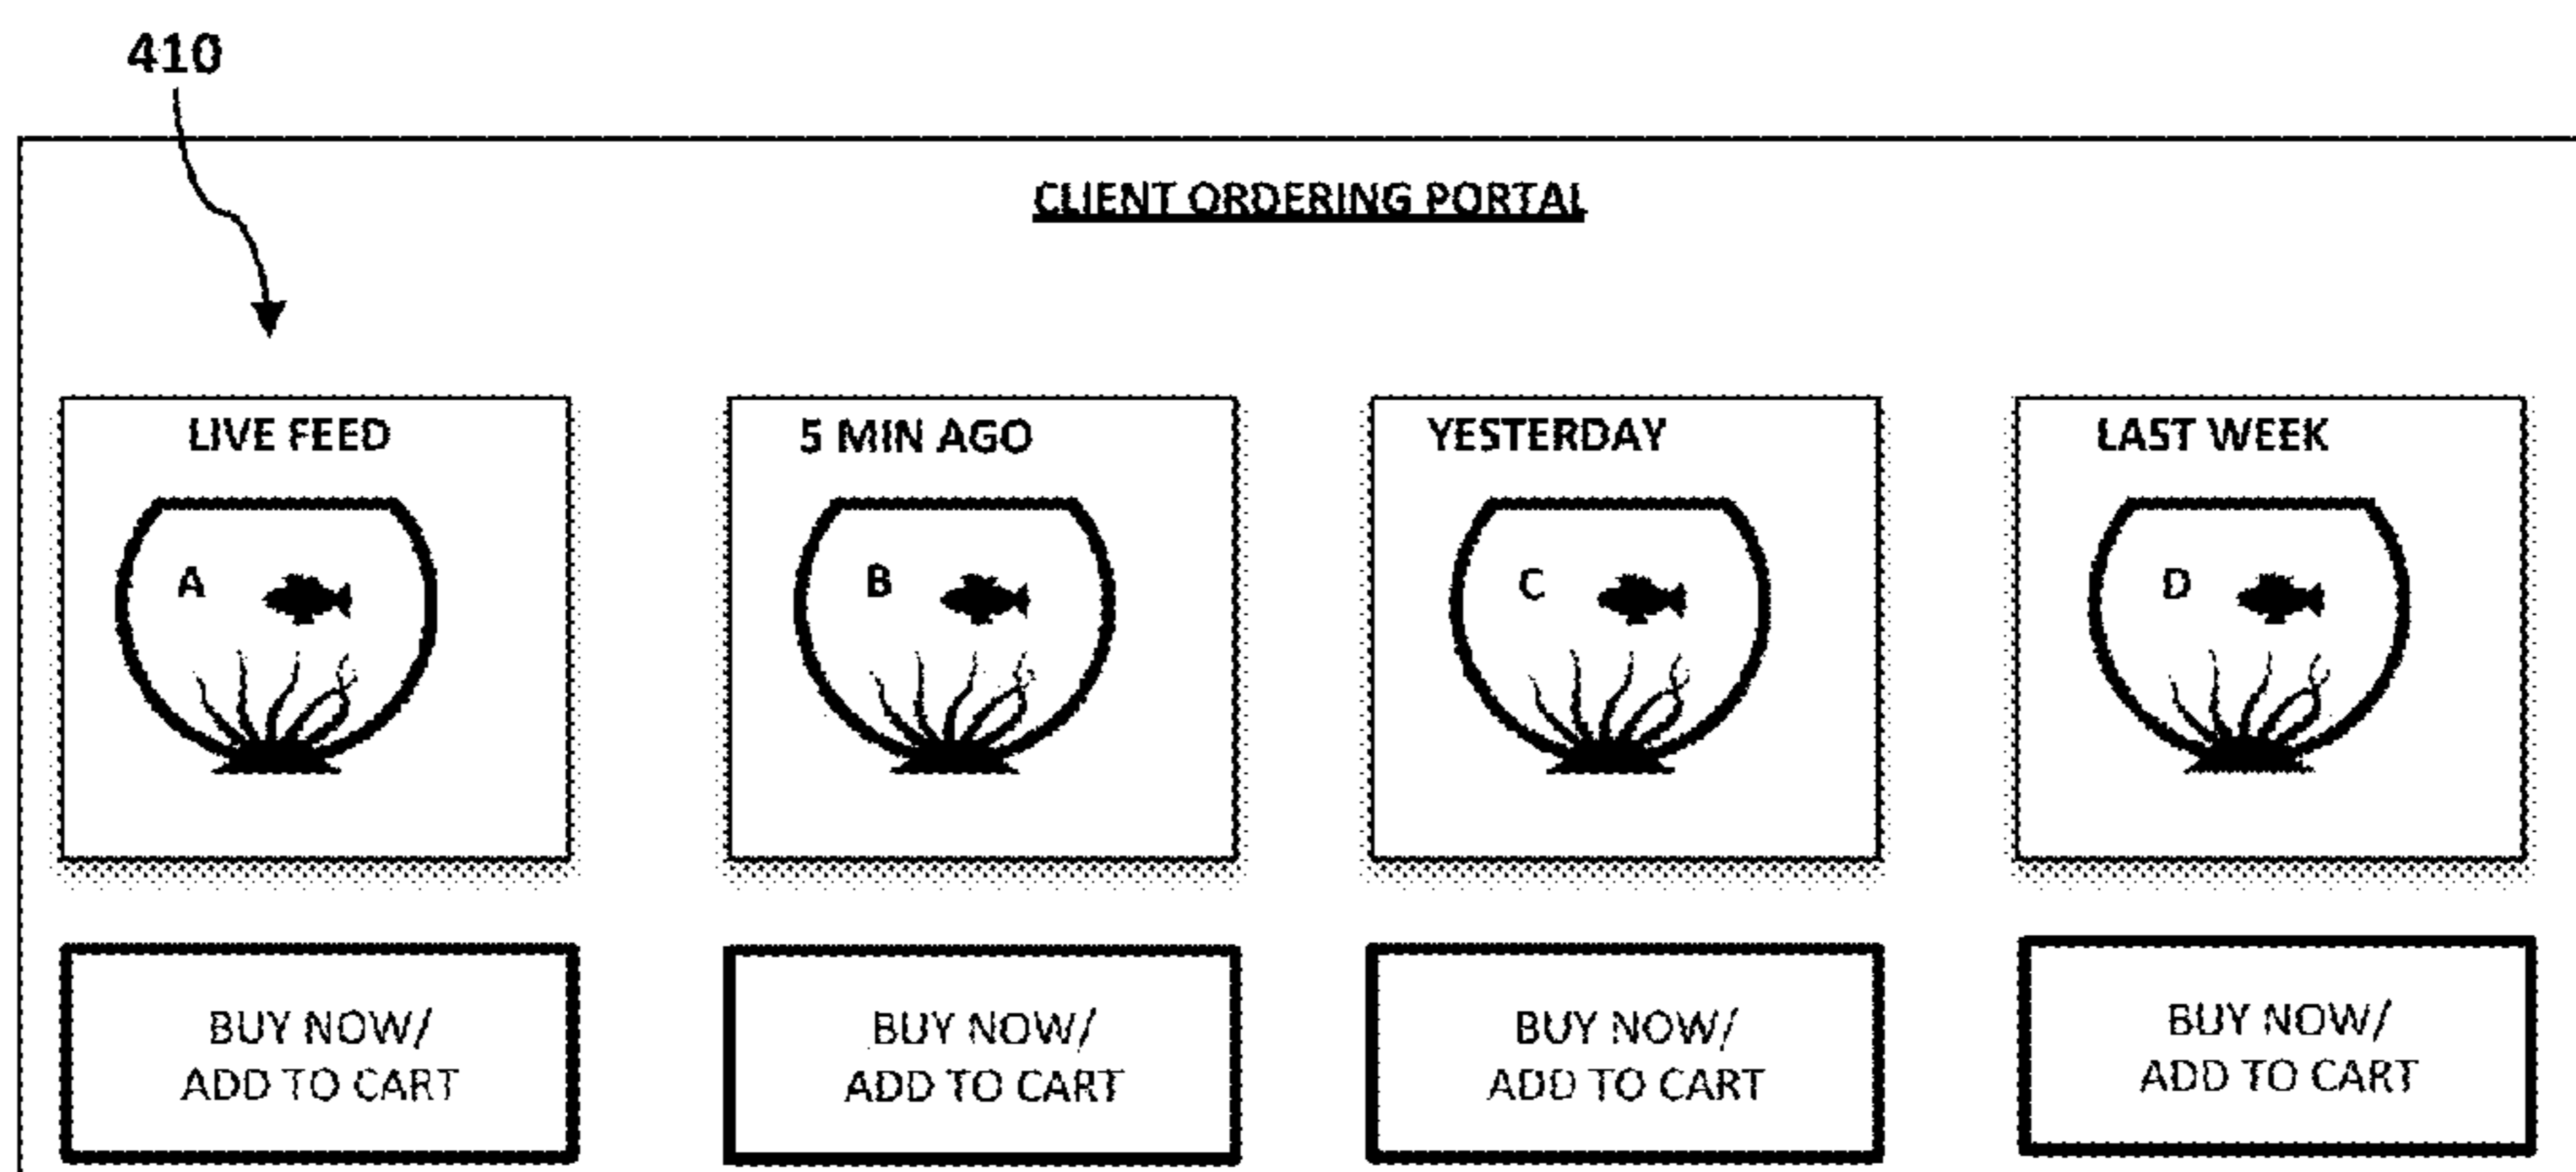 410
CLIENT ORDERING PORTAL
LIVE FEED
5 MIN AGO
YESTERDAY
LAST WEEK
A
B
C
D
BUY NOW/
ADD TO CART
BUY NOW/
ADD TO CART
BUY NOW/
ADD TO CART
BUY NOW/
ADD TO CART